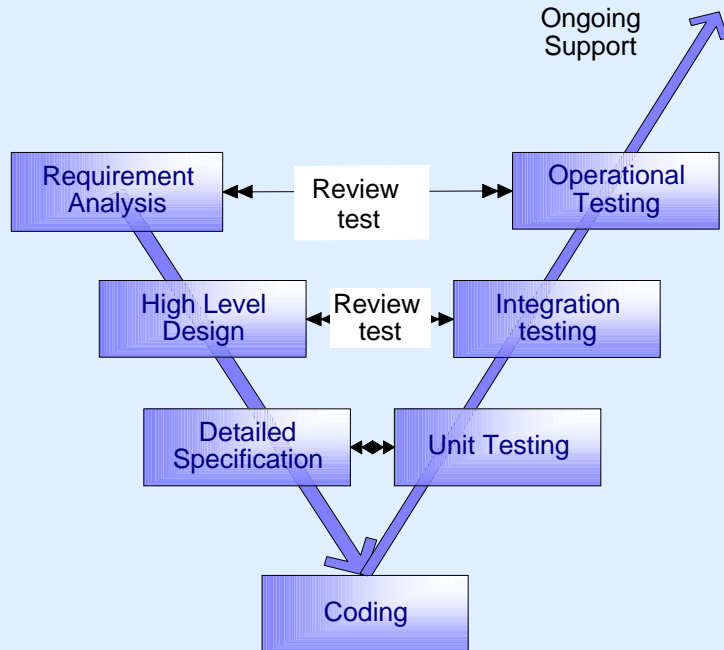 Ongoing
Support
Requirement
Analysis
Review
test
Operational
Testing
High Level
Design
Review
test
Integration
testing
Detailed
Specification
Unit Testing
Coding